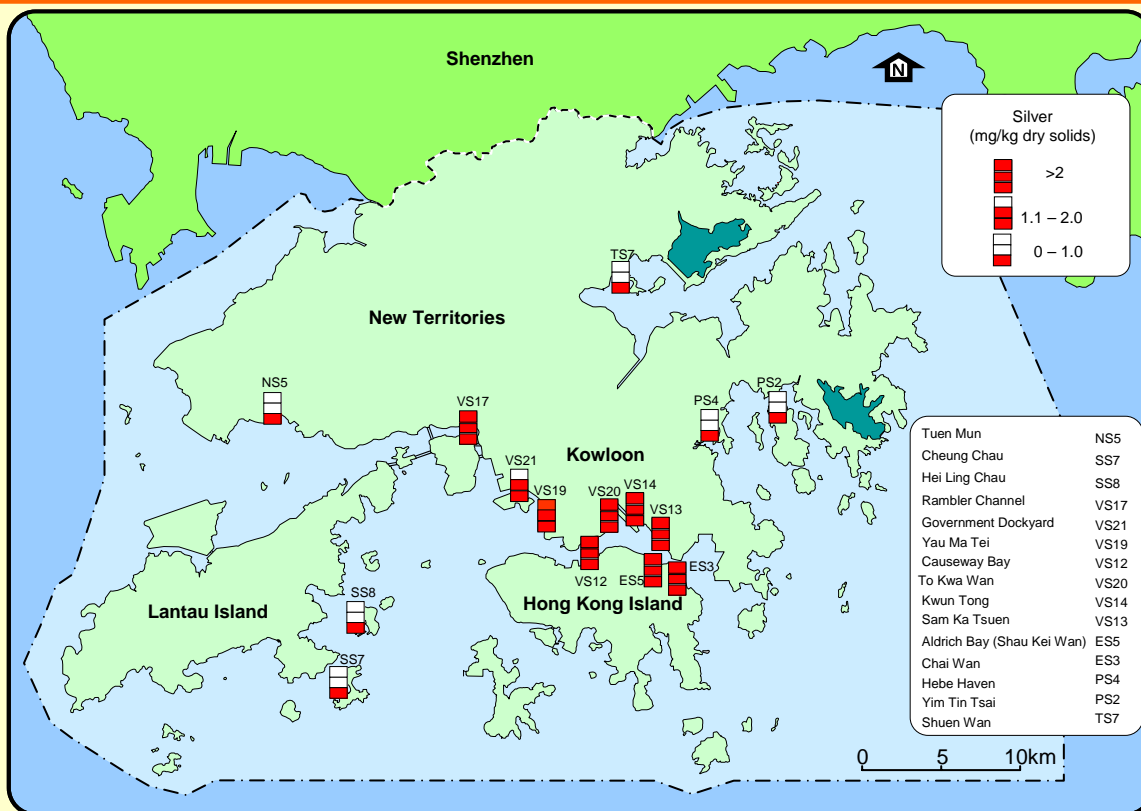 Shenzhen
N
Silver
(mg/kg dry solids)
>2
1.1 – 2.0
0 – 1.0
TS7
New Territories
NS5
VS17
PS4
PS2
Kowloon
VS21
VS19
VS20
VS14
VS13
VS12
ES5
ES3
Hong Kong Island
Lantau Island
SS8
SS7
Tuen Mun NS5
Cheung Chau SS7
Hei Ling Chau SS8
Rambler Channel VS17
Government Dockyard VS21
Yau Ma Tei VS19
Causeway Bay VS12
To Kwa Wan VS20
Kwun Tong VS14
Sam Ka Tsuen VS13
Aldrich Bay (Shau Kei Wan) ES5
Chai Wan ES3
Hebe Haven PS4
Yim Tin Tsai PS2
Shuen Wan TS7
0 5 10km